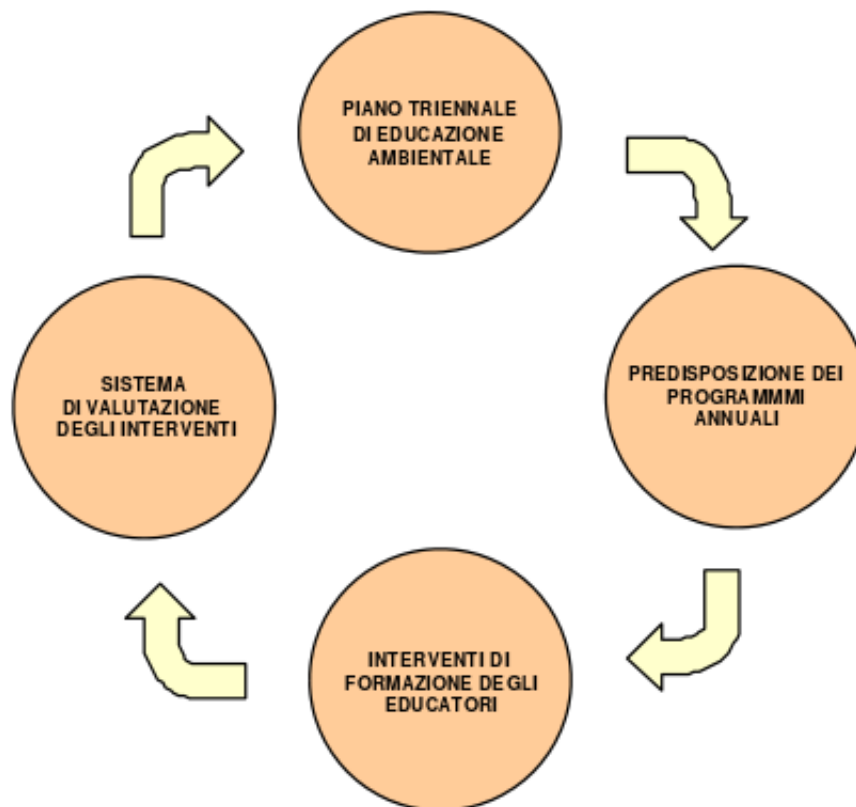 PIANO TRIENNALE
DI EDUCAZIONE
AMBIENTALE
SISTEMA
DI VALUTAZIONE
DEGLI INTERVENTI
PREDISPOSIZIONE DEI
PROGRAMMMI
ANNUALI
INTERVENTI DI
FORMAZIONE DEGLI
EDUCATORI